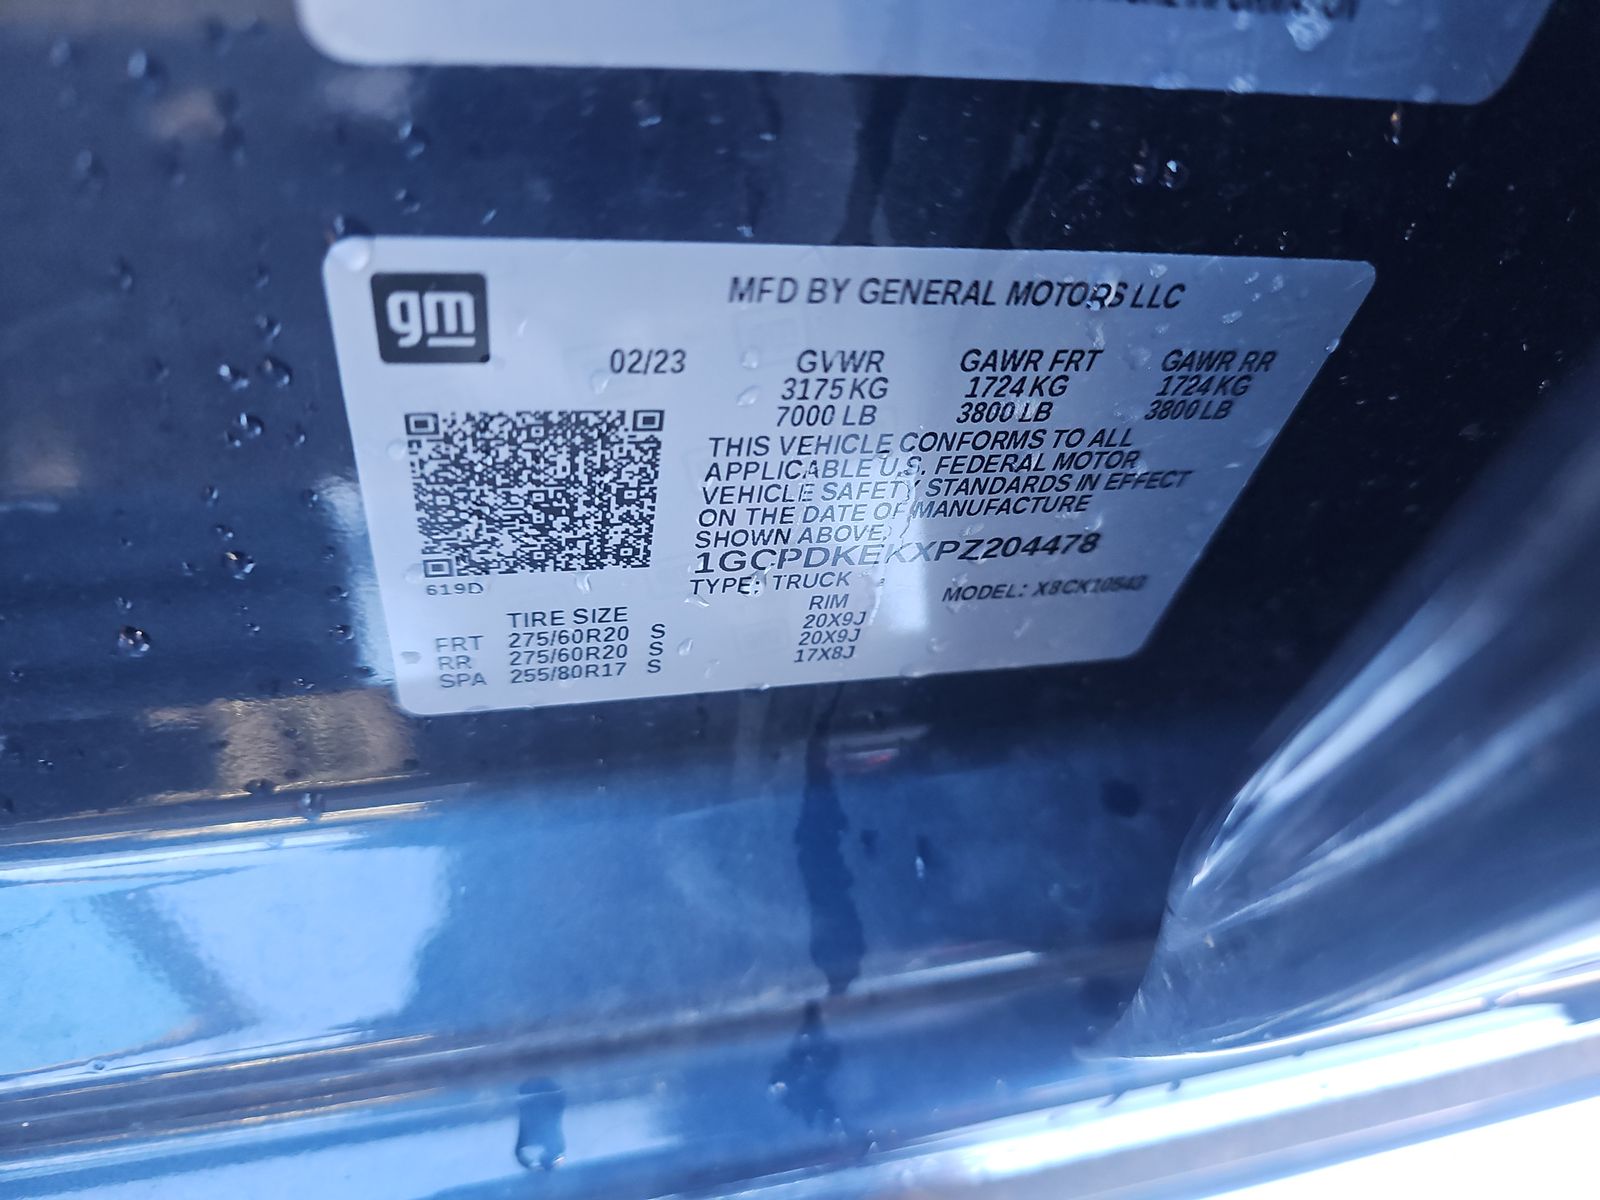 gm
MFD BY GENERAL MOTORS LLC
02/23 GVWR GAWR FRT GAWR RR
3175 KG 1724 KG 1724 KG
7000 LB 3800 LB 3800 LB
THIS VEHICLE CONFORMS TO ALL
APPLICABLE U.S. FEDERAL MOTOR
VEHICLE SAFETY STANDARDS IN EFFECT
ON THE DATE OF MANUFACTURE
SHOWN ABOVE.
1GCPDKEKXPZ204478
619D
TYPE: TRUCK MODEL: X8CK10543
TIRE SIZE RIM
FRT 275/60R20 S 20X9J
RR 275/60R20 S 20X9J
SPA 255/80R17 S 17X8J